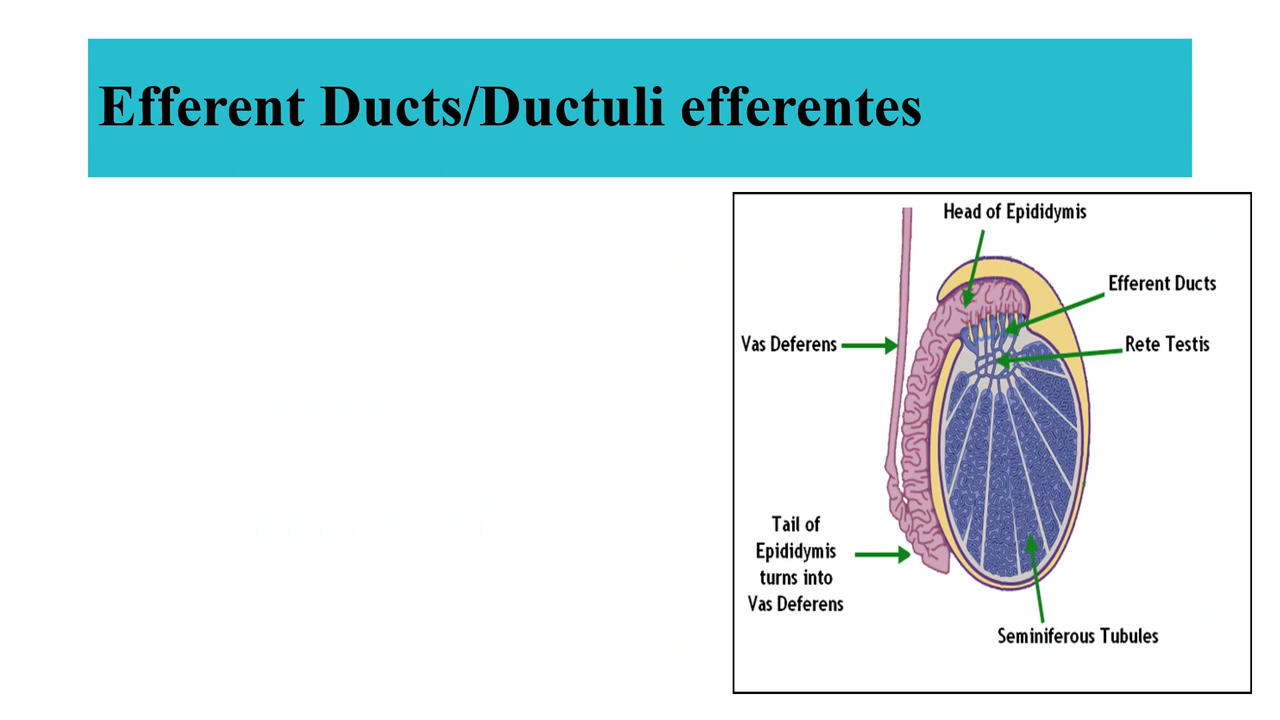 Efferent Ducts/Ductuli efferentes
Head of Epididymis
Efferent Ducts
Vas Deferens
Rete Testis
Tail of
Epididymis
turns into
Vas Deferens
Seminiferous Tubules